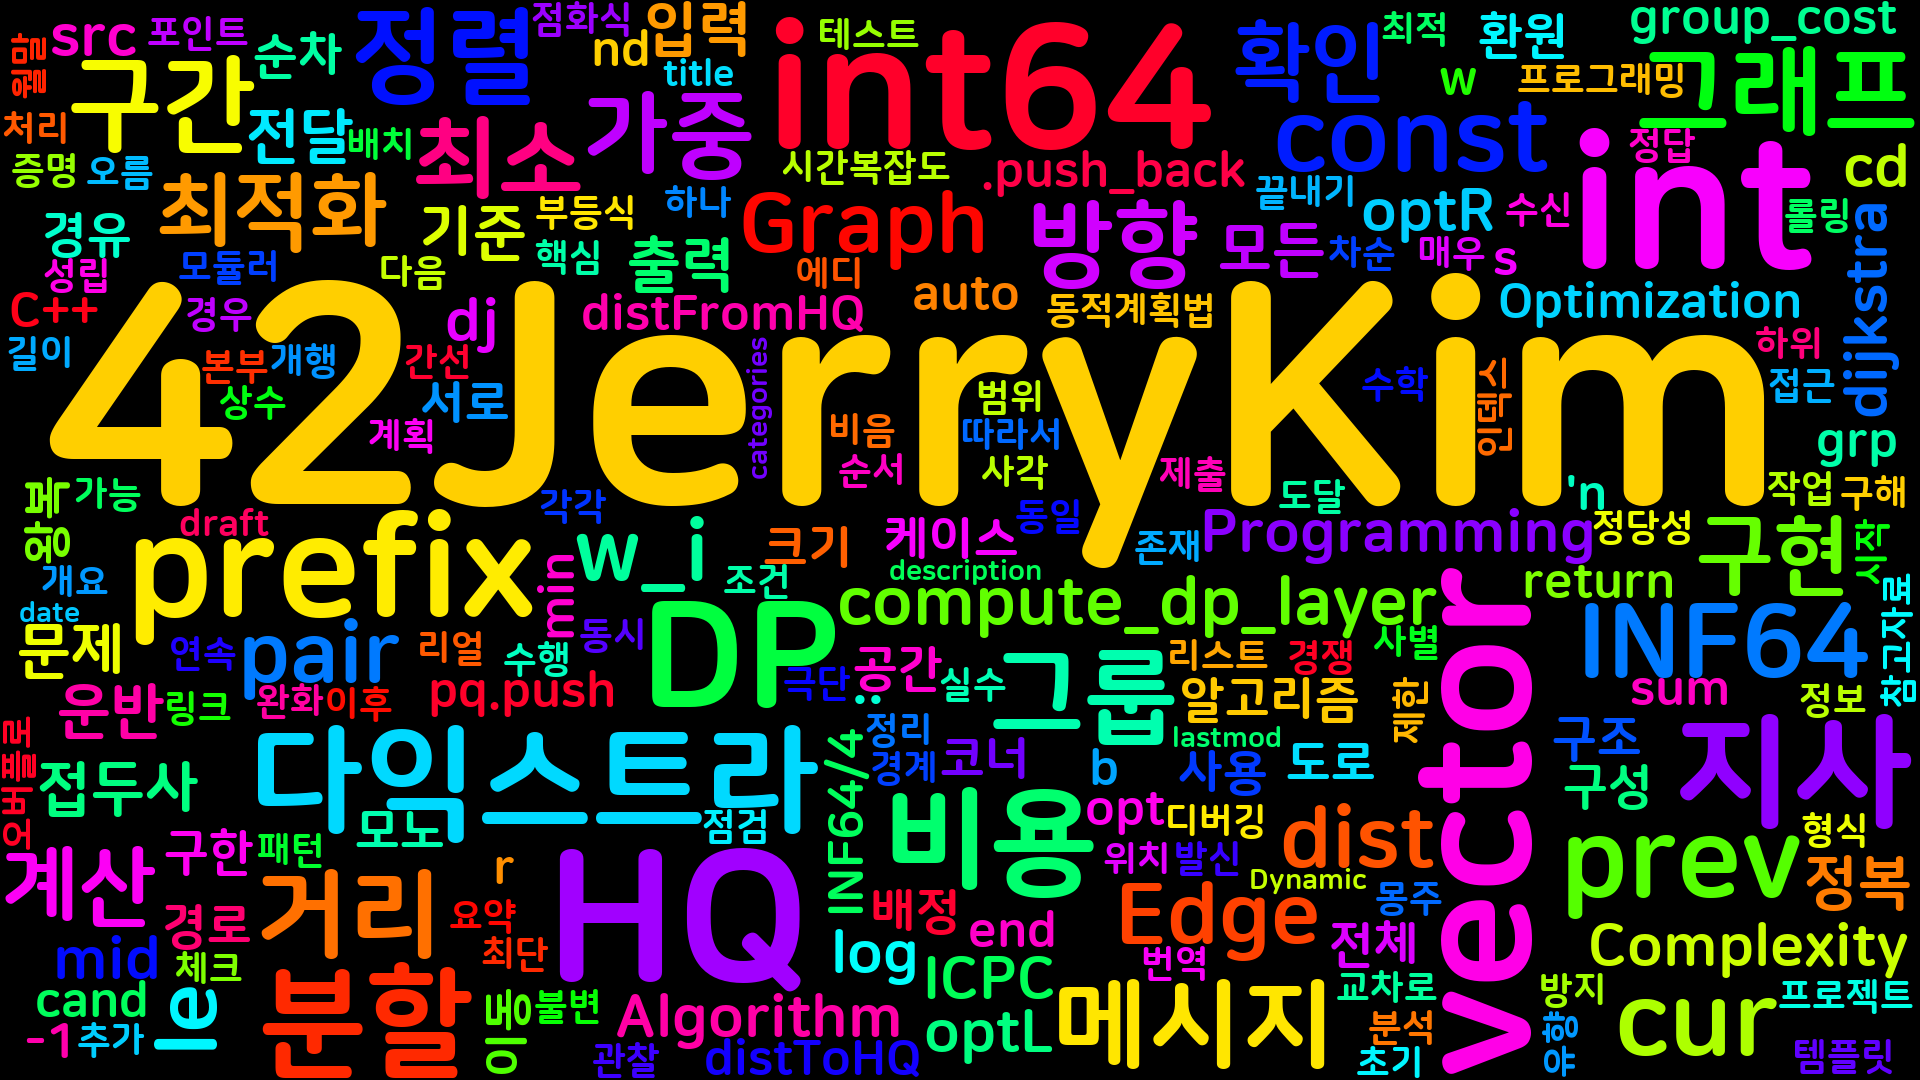 src
포인트
점화식
nd
입력
int64
테스트
확인
최적
환원
group_cost
웰밀
구간
순차
정렬
title
가중
W
프로그래밍
그래프
처리
전달
배치
최소
시간복잡도
.push_back
const
정답
int
cd
증명
오름
최적화
기준
부등식
하나
Graph
방향
모든
끝내기
optR
수신
롤링
경유
성립
모듈러
다음
핵심
출력
에디
차순
매우
s
dijkstra
C++
경우
dj
distFromHQ
auto
동적계획법
Optimization
길이
본부
개행
간선
42JerryKim
categories
범위
수학
인덱스
하위
접근
상수
서로
계획
비음
따라서
grp
순서
사각
제출
도달
'n
작업
구해
항목
가능
draft
각각
동일
prefix
w_i
크기
케이스
존재
Programming
정당성
구현
시작
개요
min
조건
description
return
date
DP
compute_dp_layer
vector
INF64
참고자료
문제
연속
pair
리얼
수행
동시
사별
운반
링크
완화
이후
pq.push
극단
..
공간
실수
그룹
리스트
경쟁
알고리즘
제한
sum
정보
오버플로
접두사
다익스트라
모노
점검
INF64/4
정리
경계
코너
lastmod
b
사용
도로
구조
구성
지사
계산
구한
패턴
r
비용
opt
디버깅
dist
prev
형식
정복
경로
거리
요약
HQ
배정
위치
발신
Dynamic
몽주
mid
체크
최단
log
end
Edge
번역
전체
Complexity
cand
le
분할
동이
불변
ICPC
메시지
교차로
방지
cur
프로젝트
-1
추가
Algorithm
optL
분석
관찰
distToHQ
초기
야향
템플릿